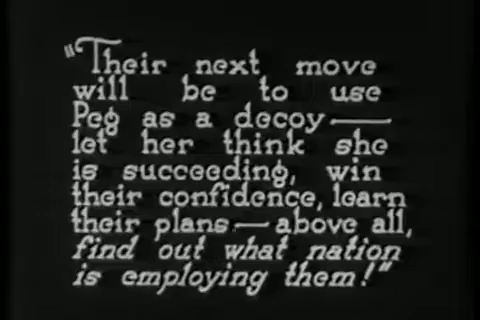 "Their next move
will be to use
Peg as a decoy—
let her think she
is succeeding, win
their confidence, learn
their plans—above all,
find out what nation
is employing them!"